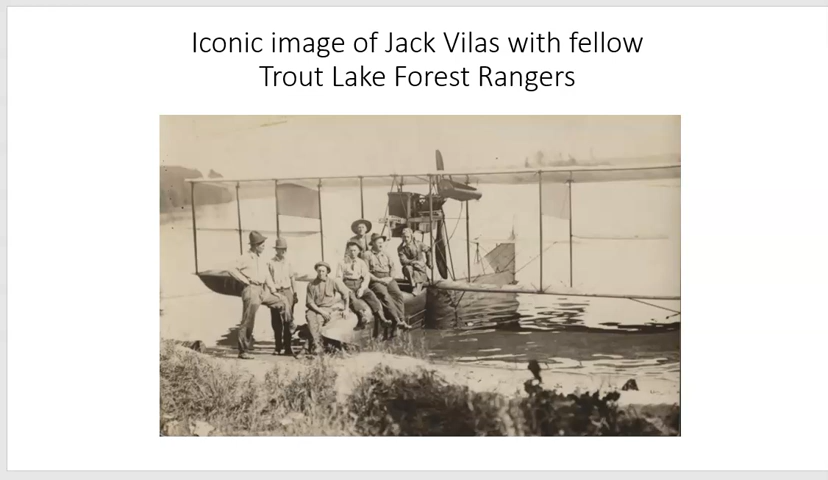 Iconic image of Jack Vilas with fellow
Trout Lake Forest Rangers